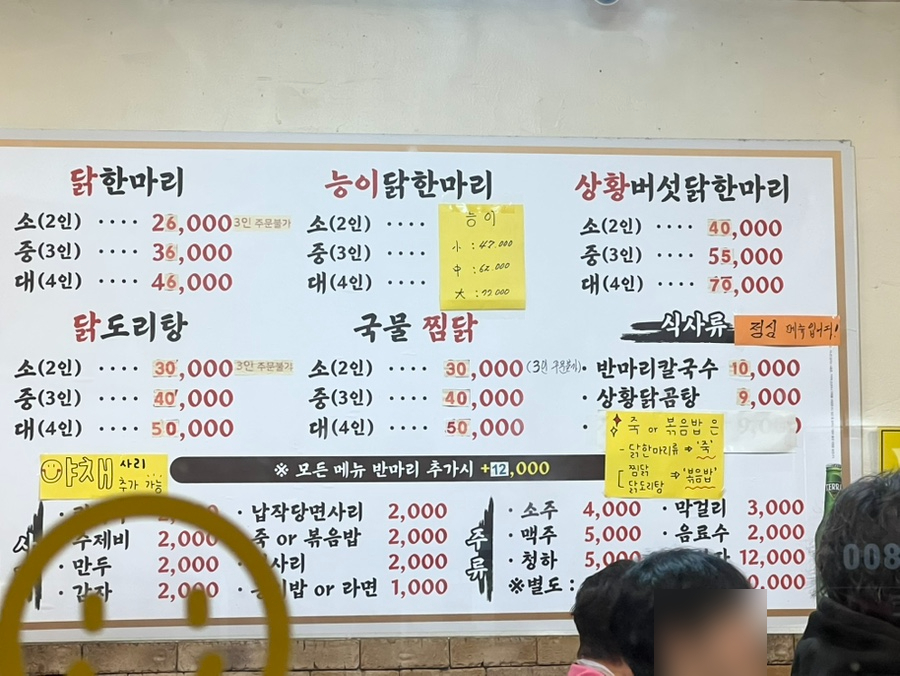 닭한마리
소(2인) ···· 26,000 3인 주문불가
중(3인) ···· 36,000
대(4인) ···· 46,000
능이닭한마리
소(2인) ····
중(3인) ····
대(4인) ····
능이
小 : 47.000
中 : 62.000
大 : 77.000
상황버섯닭한마리
소(2인) ···· 40,000
중(3인) ···· 55,000
대(4인) ···· 70,000
닭도리탕
소(2인) ···· 30,000 3인 주문불가
중(3인) ···· 40,000
대(4인) ···· 50,000
국물 찜닭
소(2인) ···· 30,000 (3인 주문불가)
중(3인) ···· 40,000
대(4인) ···· 50,000
식사류
점심 메뉴입니다!
· 반마리칼국수 10,000
· 상황닭곰탕 9,000
죽 or 볶음밥은
- 닭한마리류 ⇒ '죽'
찜닭
닭도리탕 ⇒ '볶음밥'
야채 사리
추가 가능
※ 모든 메뉴 반마리 추가시 +12,000
2,000
수제비 2,000
· 만두 2,000
· 감자 2,000
· 납작당면사리 2,000
죽 or 볶음밥 2,000
사리 2,000
or 라면 1,000
주류
· 소주 4,000
· 맥주 5,000
· 청하 5,000
※별도 :
· 막걸리 3,000
· 음료수 2,000
12,000
008